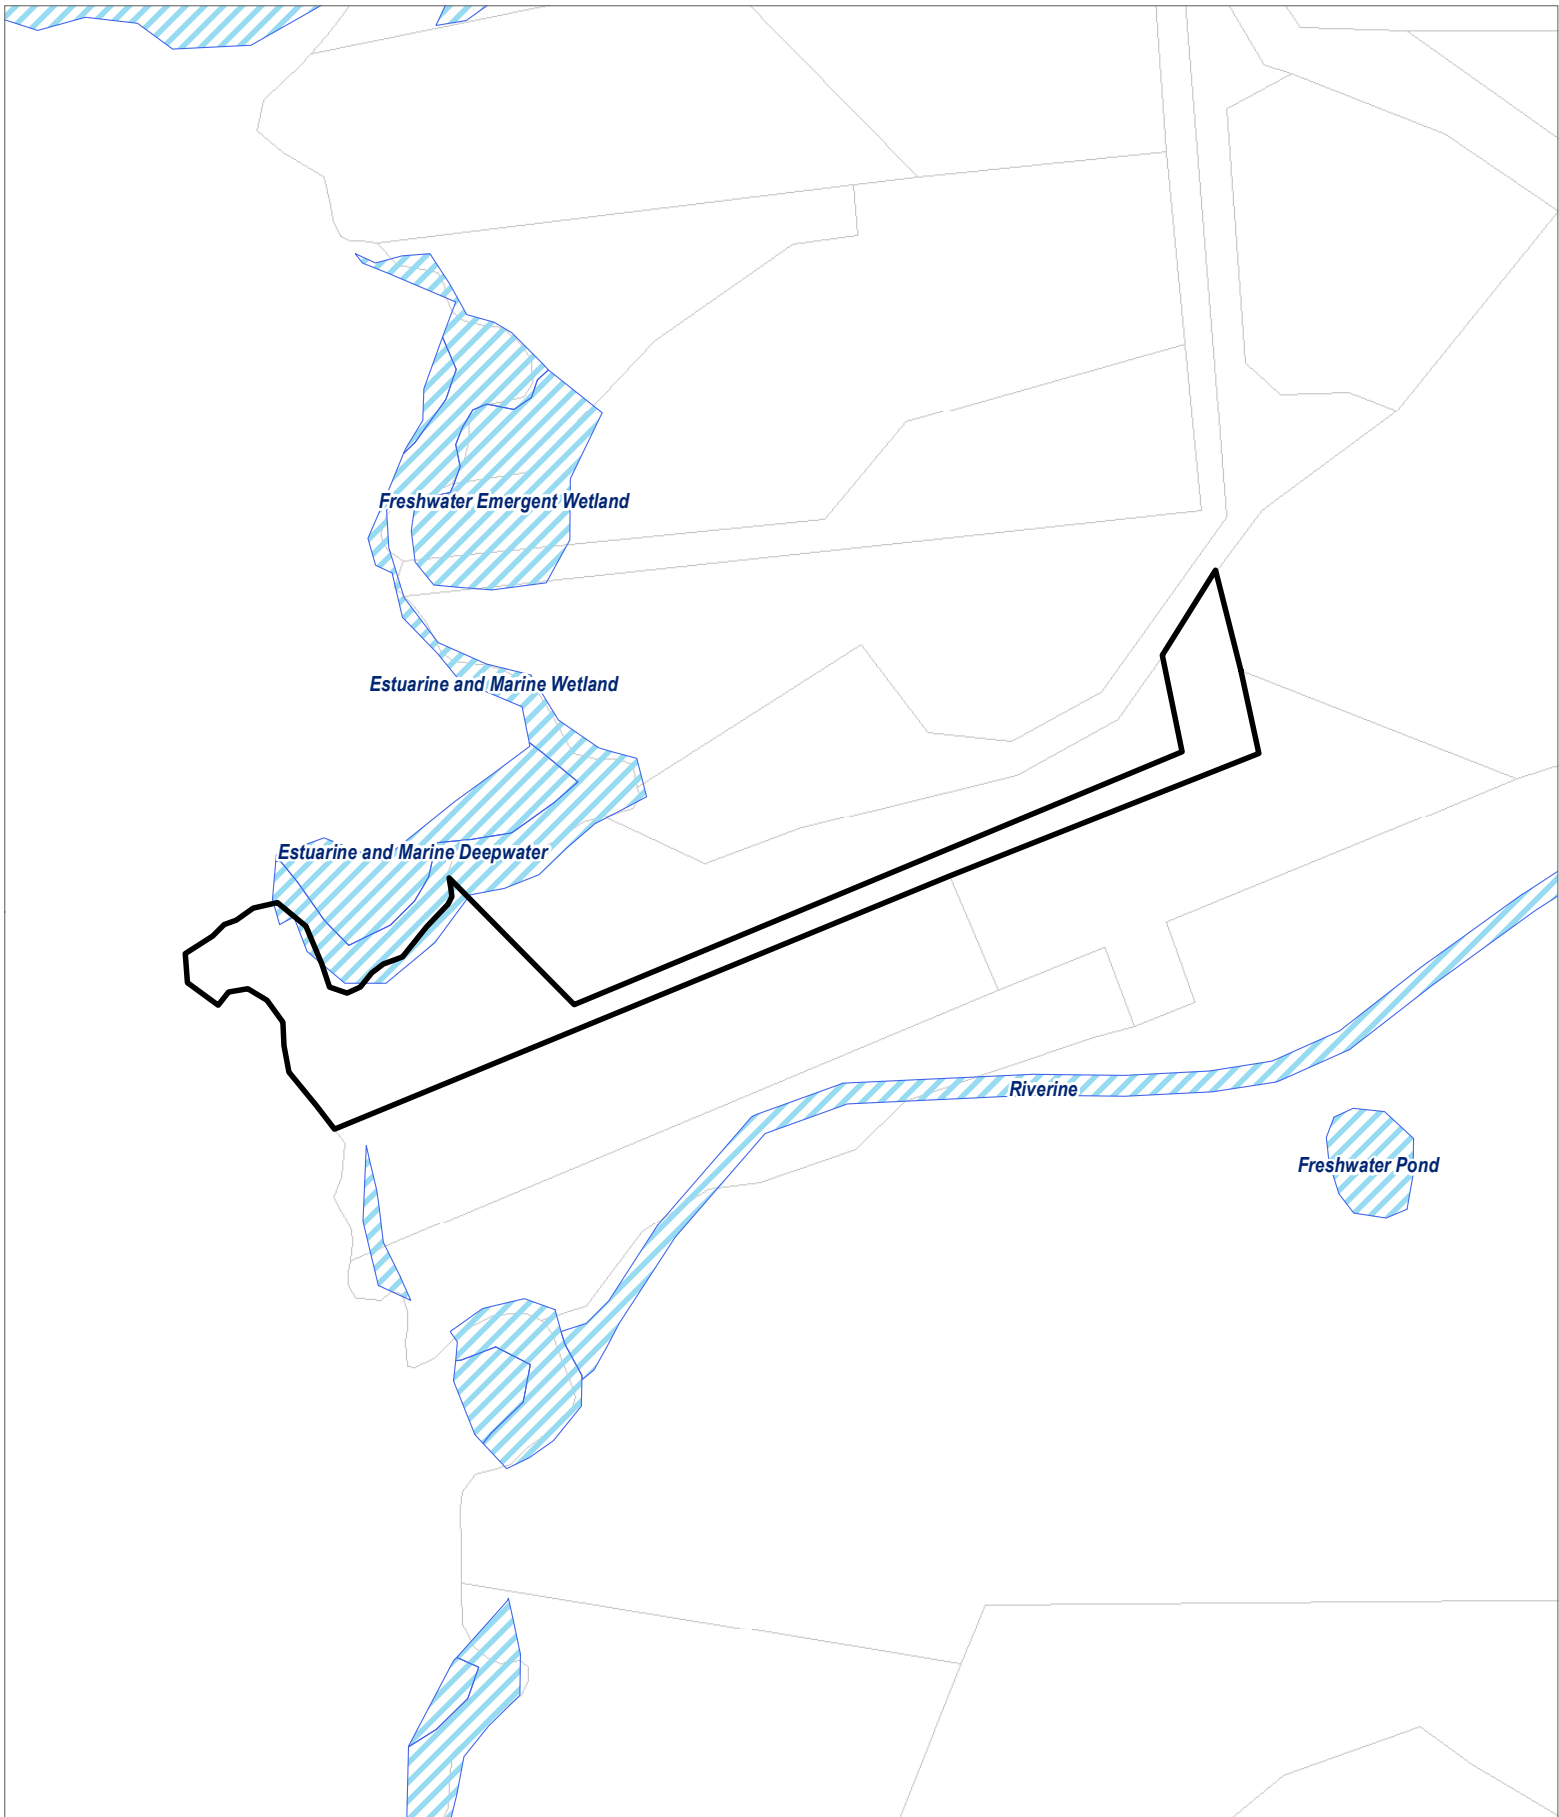 Freshwater Emergent Wetland
Estuarine and Marine Wetland
Estuarine and Marine Deepwater
Riverine
Freshwater Pond